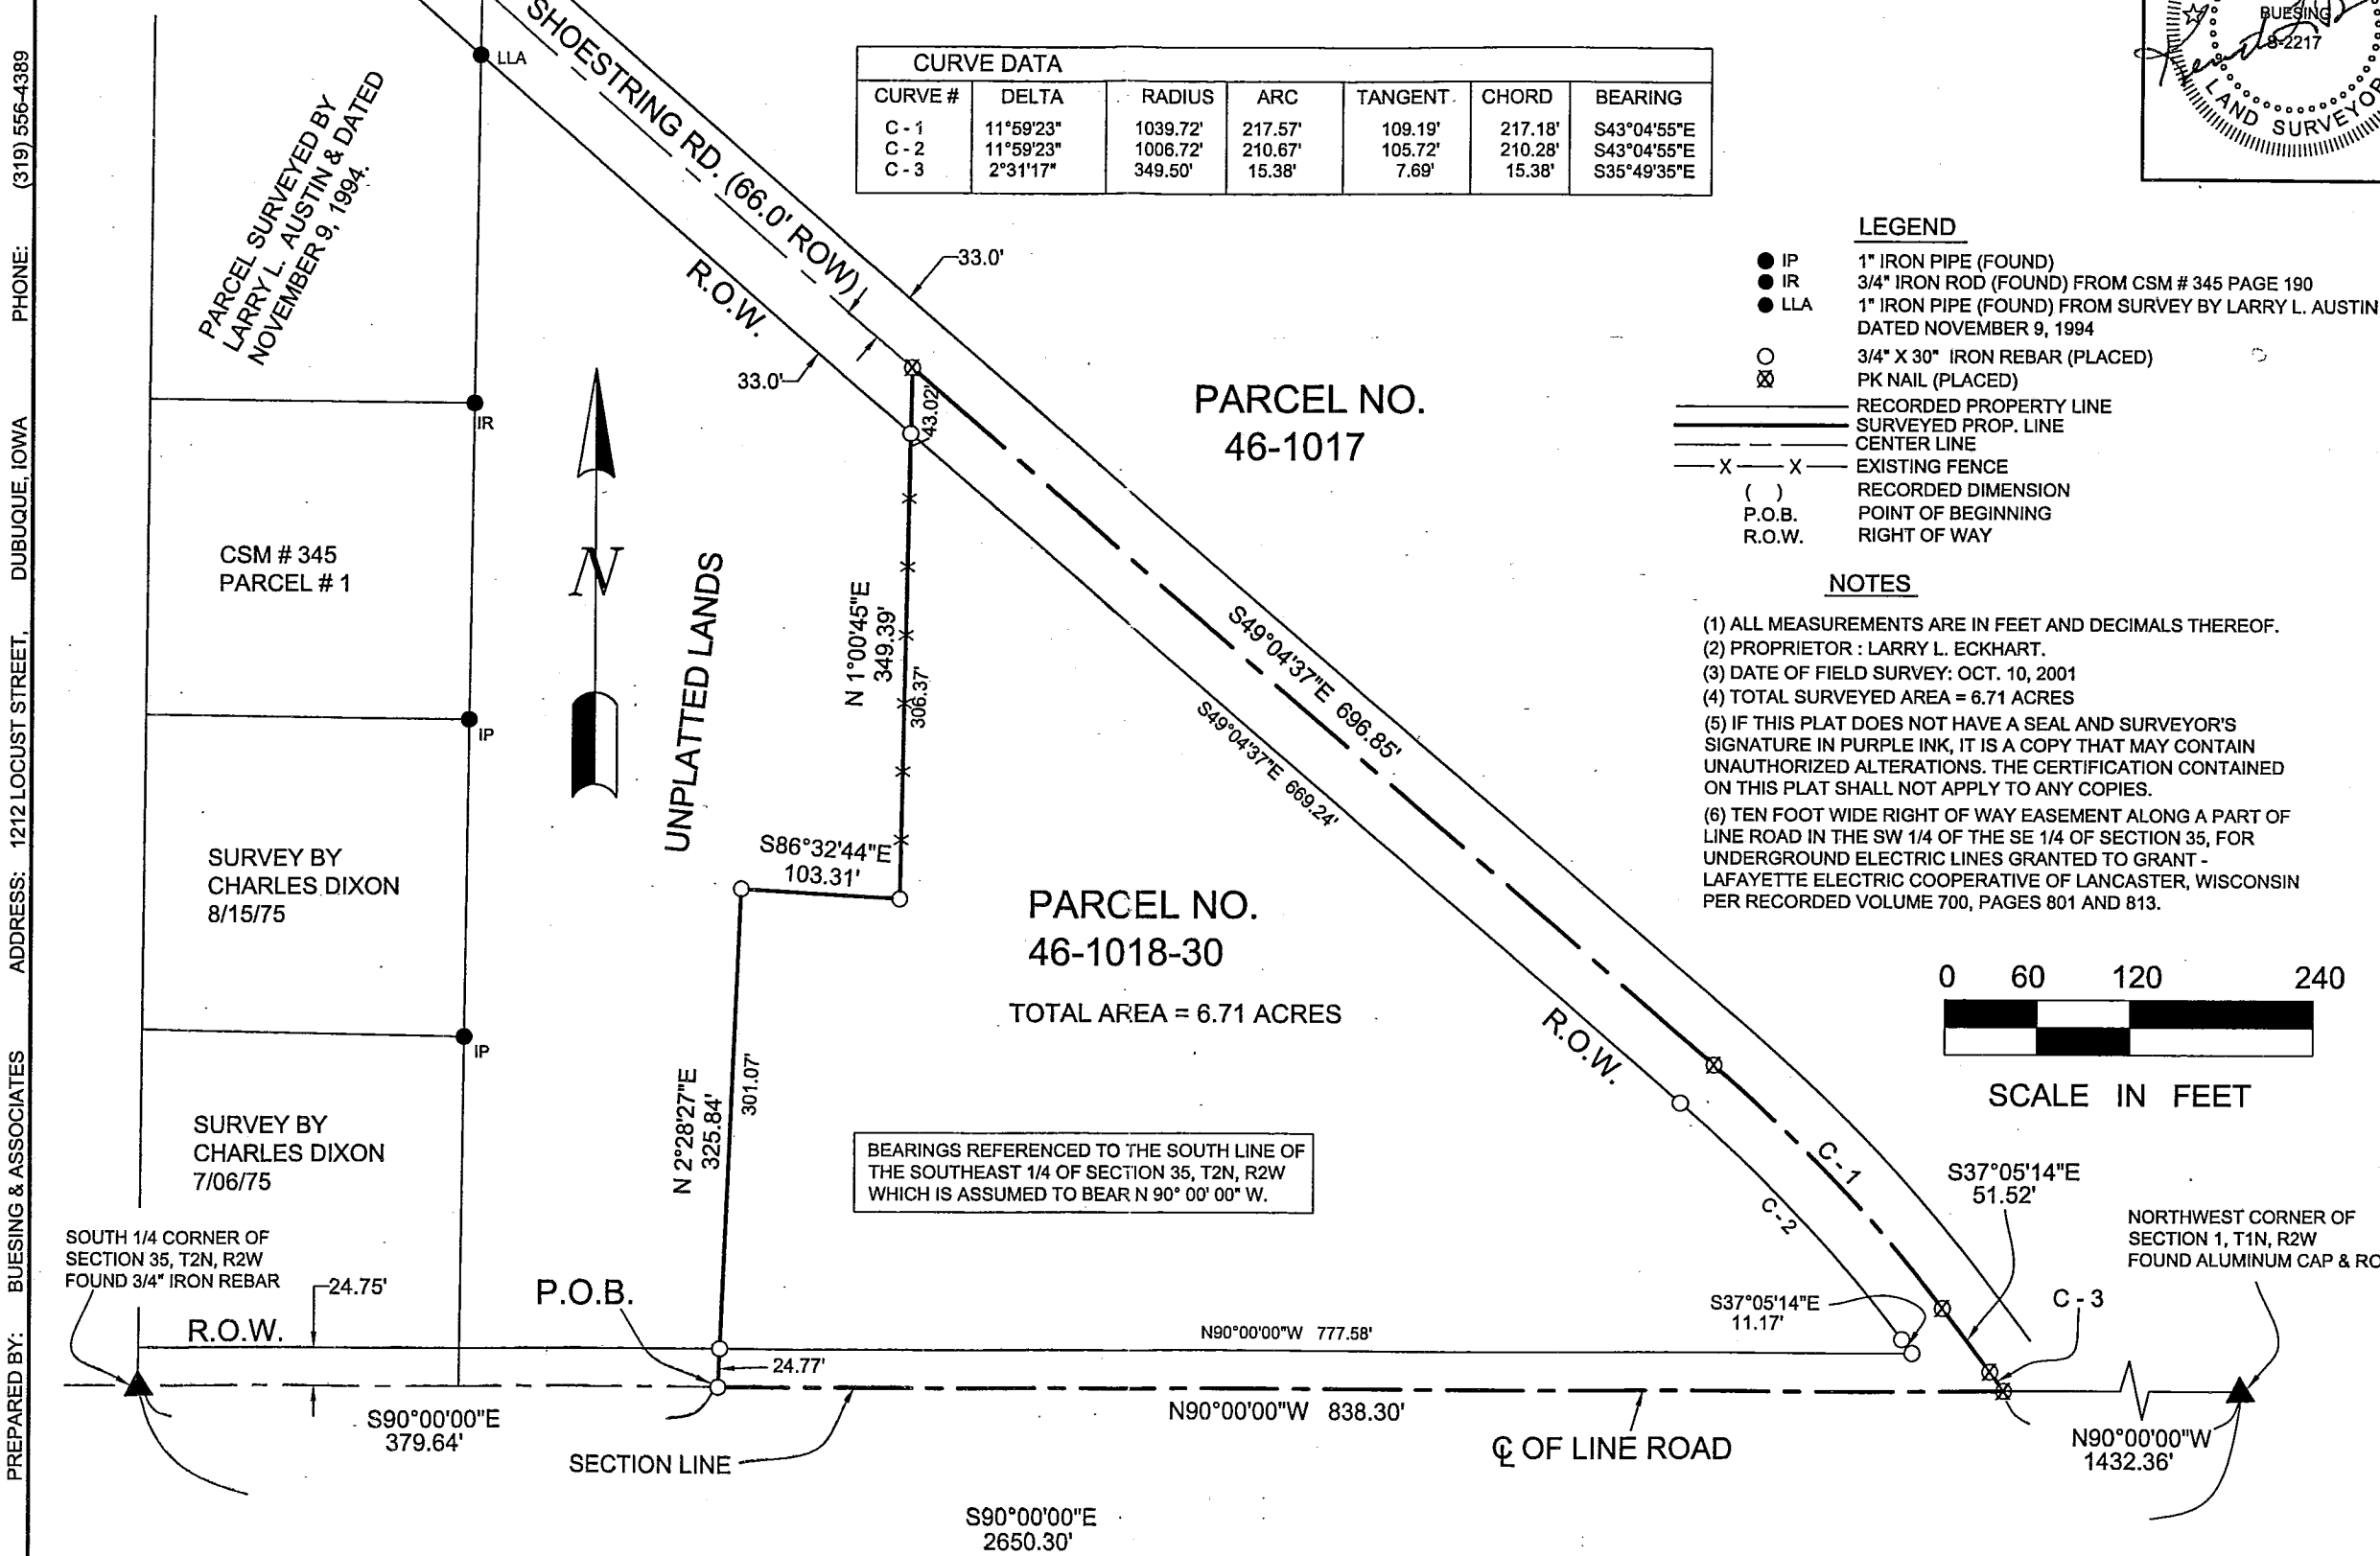 PREPARED BY: BUESING & ASSOCIATES ADDRESS: 1212 LOCUST STREET, DUBUQUE, IOWA PHONE: (319) 556-4389
BUESING
S-2217
LAND SURVEYOR
SHOESTRING RD. (66.0' ROW)
LLA
PARCEL SURVEYED BY
LARRY L. AUSTIN & DATED
NOVEMBER 9, 1994.
CURVE DATA
CURVE # DELTA RADIUS ARC TANGENT CHORD BEARING
C - 1 11°59'23" 1039.72' 217.57' 109.19' 217.18' S43°04'55"E
C - 2 11°59'23" 1006.72' 210.67' 105.72' 210.28' S43°04'55"E
C - 3 2°31'17" 349.50' 15.38' 7.69' 15.38' S35°49'35"E
LEGEND
IP 1" IRON PIPE (FOUND)
IR 3/4" IRON ROD (FOUND) FROM CSM # 345 PAGE 190
LLA 1" IRON PIPE (FOUND) FROM SURVEY BY LARRY L. AUSTIN
DATED NOVEMBER 9, 1994
3/4" X 30" IRON REBAR (PLACED)
PK NAIL (PLACED)
RECORDED PROPERTY LINE
SURVEYED PROP. LINE
CENTER LINE
X X EXISTING FENCE
( ) RECORDED DIMENSION
P.O.B. POINT OF BEGINNING
R.O.W. RIGHT OF WAY
NOTES
(1) ALL MEASUREMENTS ARE IN FEET AND DECIMALS THEREOF.
(2) PROPRIETOR : LARRY L. ECKHART.
(3) DATE OF FIELD SURVEY: OCT. 10, 2001
(4) TOTAL SURVEYED AREA = 6.71 ACRES
(5) IF THIS PLAT DOES NOT HAVE A SEAL AND SURVEYOR'S
SIGNATURE IN PURPLE INK, IT IS A COPY THAT MAY CONTAIN
UNAUTHORIZED ALTERATIONS. THE CERTIFICATION CONTAINED
ON THIS PLAT SHALL NOT APPLY TO ANY COPIES.
(6) TEN FOOT WIDE RIGHT OF WAY EASEMENT ALONG A PART OF
LINE ROAD IN THE SW 1/4 OF THE SE 1/4 OF SECTION 35, FOR
UNDERGROUND ELECTRIC LINES GRANTED TO GRANT -
LAFAYETTE ELECTRIC COOPERATIVE OF LANCASTER, WISCONSIN
PER RECORDED VOLUME 700, PAGES 801 AND 813.
33.0'
R.O.W.
33.0'
43.02'
PARCEL NO.
46-1017
IR
CSM # 345
PARCEL # 1
N
UNPLATTED LANDS
N 1°00'45"E
349.39'
306.37'
S49°04'37"E 696.85'
S49°04'37"E 669.24'
IP
SURVEY BY
CHARLES DIXON
8/15/75
S86°32'44"E
103.31'
PARCEL NO.
46-1018-30
TOTAL AREA = 6.71 ACRES
0 60 120 240
SCALE IN FEET
R.O.W.
IP
SURVEY BY
CHARLES DIXON
7/06/75
N 2°28'27"E
325.84'
301.07'
BEARINGS REFERENCED TO THE SOUTH LINE OF
THE SOUTHEAST 1/4 OF SECTION 35, T2N, R2W
WHICH IS ASSUMED TO BEAR N 90° 00' 00" W.
C - 1
C - 2
S37°05'14"E
51.52'
NORTHWEST CORNER OF
SECTION 1, T1N, R2W
FOUND ALUMINUM CAP & RO
SOUTH 1/4 CORNER OF
SECTION 35, T2N, R2W
FOUND 3/4" IRON REBAR
24.75'
P.O.B.
R.O.W.
S37°05'14"E
11.17'
C - 3
N90°00'00"W 777.58'
24.77'
S90°00'00"E
379.64'
SECTION LINE
N90°00'00"W 838.30'
℄ OF LINE ROAD
N90°00'00"W
1432.36'
S90°00'00"E
2650.30'